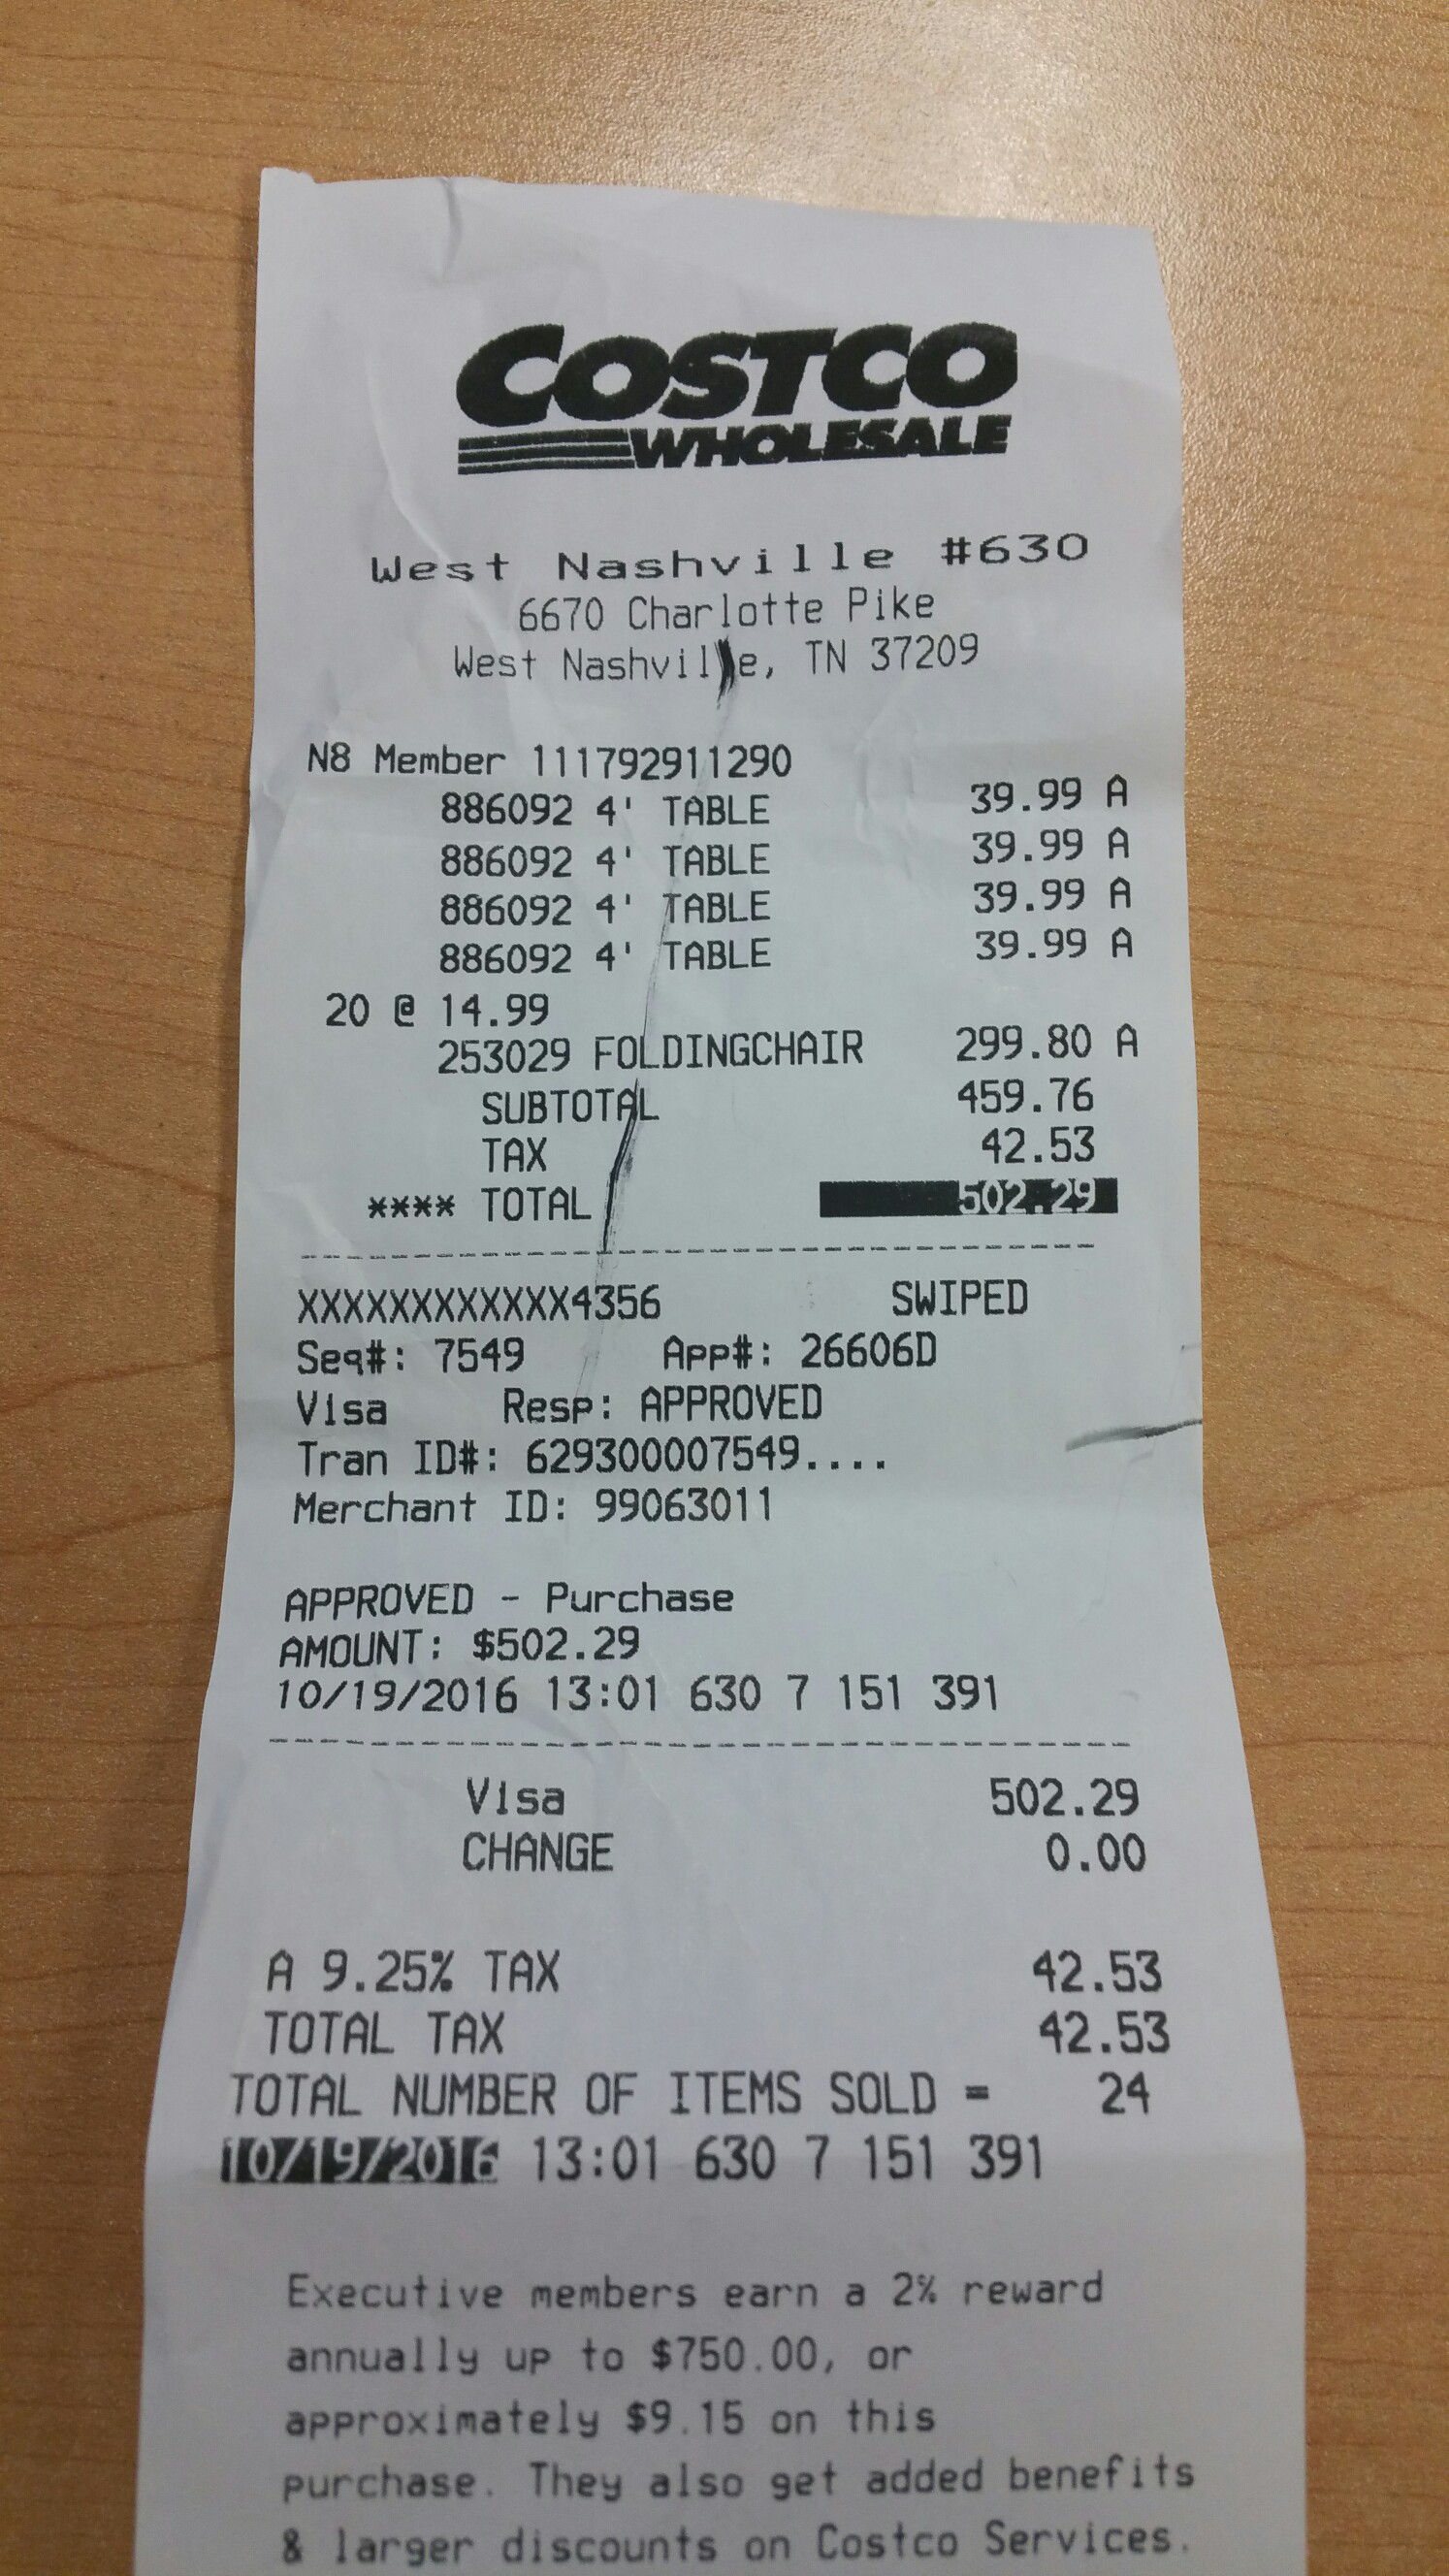 COSTCO
WHOLESALE
West Nashville #630
6670 Charlotte Pike
West Nashville, TN 37209
N8 Member 111792911290
886092 4' TABLE 39.99 A
886092 4' TABLE 39.99 A
886092 4' TABLE 39.99 A
886092 4' TABLE 39.99 A
20 @ 14.99
253029 FOLDINGCHAIR 299.80 A
SUBTOTAL 459.76
TAX 42.53
**** TOTAL 502.29
XXXXXXXXXXXX4356 SWIPED
Seq#: 7549 App#: 26606D
Visa Resp: APPROVED
Tran ID#: 629300007549....
Merchant ID: 99063011
APPROVED - Purchase
AMOUNT: $502.29
10/19/2016 13:01 630 7 151 391
Visa 502.29
CHANGE 0.00
A 9.25% TAX 42.53
TOTAL TAX 42.53
TOTAL NUMBER OF ITEMS SOLD = 24
10/19/2016 13:01 630 7 151 391
Executive members earn a 2% reward
annually up to $750.00, or
approximately $9.15 on this
purchase. They also get added benefits
& larger discounts on Costco Services.